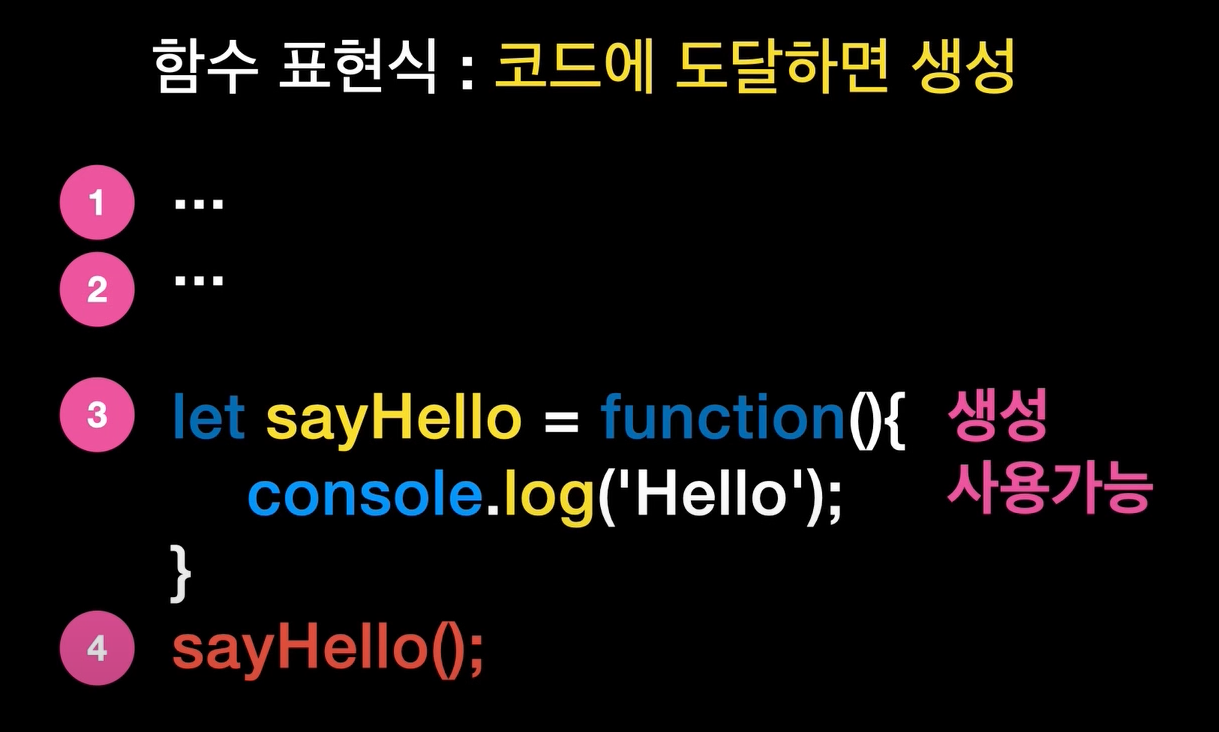 함수 표현식 : 코드에 도달하면 생성
1 ...
2 ...
3 let sayHello = function(){ 생성
console.log('Hello'); 사용가능
}
4 sayHello();